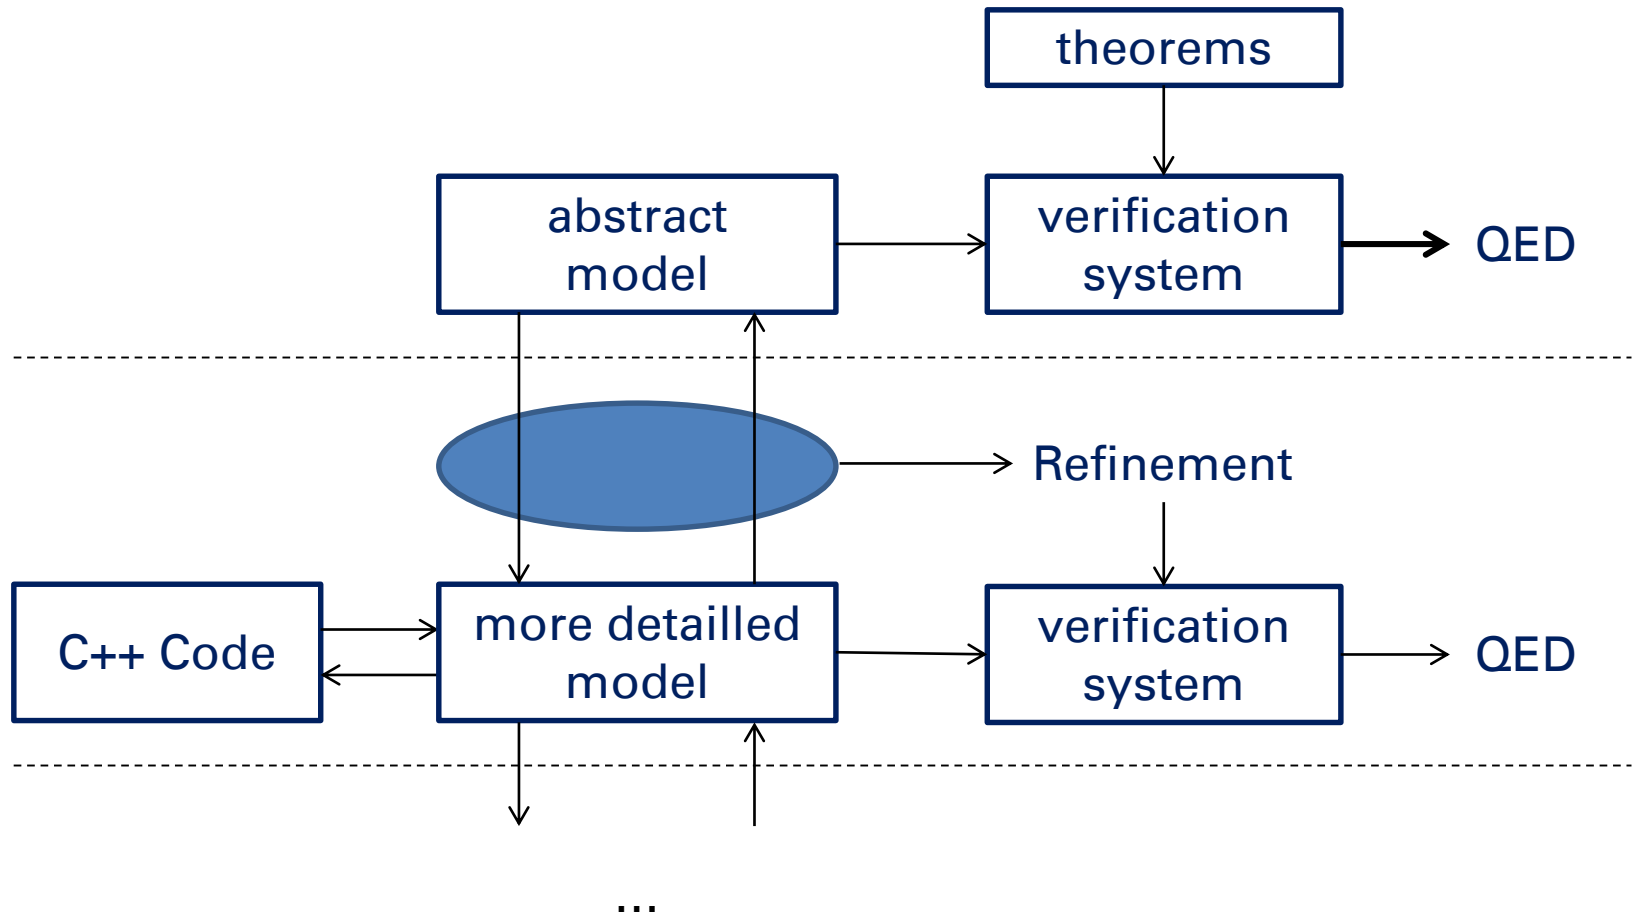 theorems
abstract
model
verification
system
QED
Refinement
C++ Code
more detailled
model
verification
system
QED
...